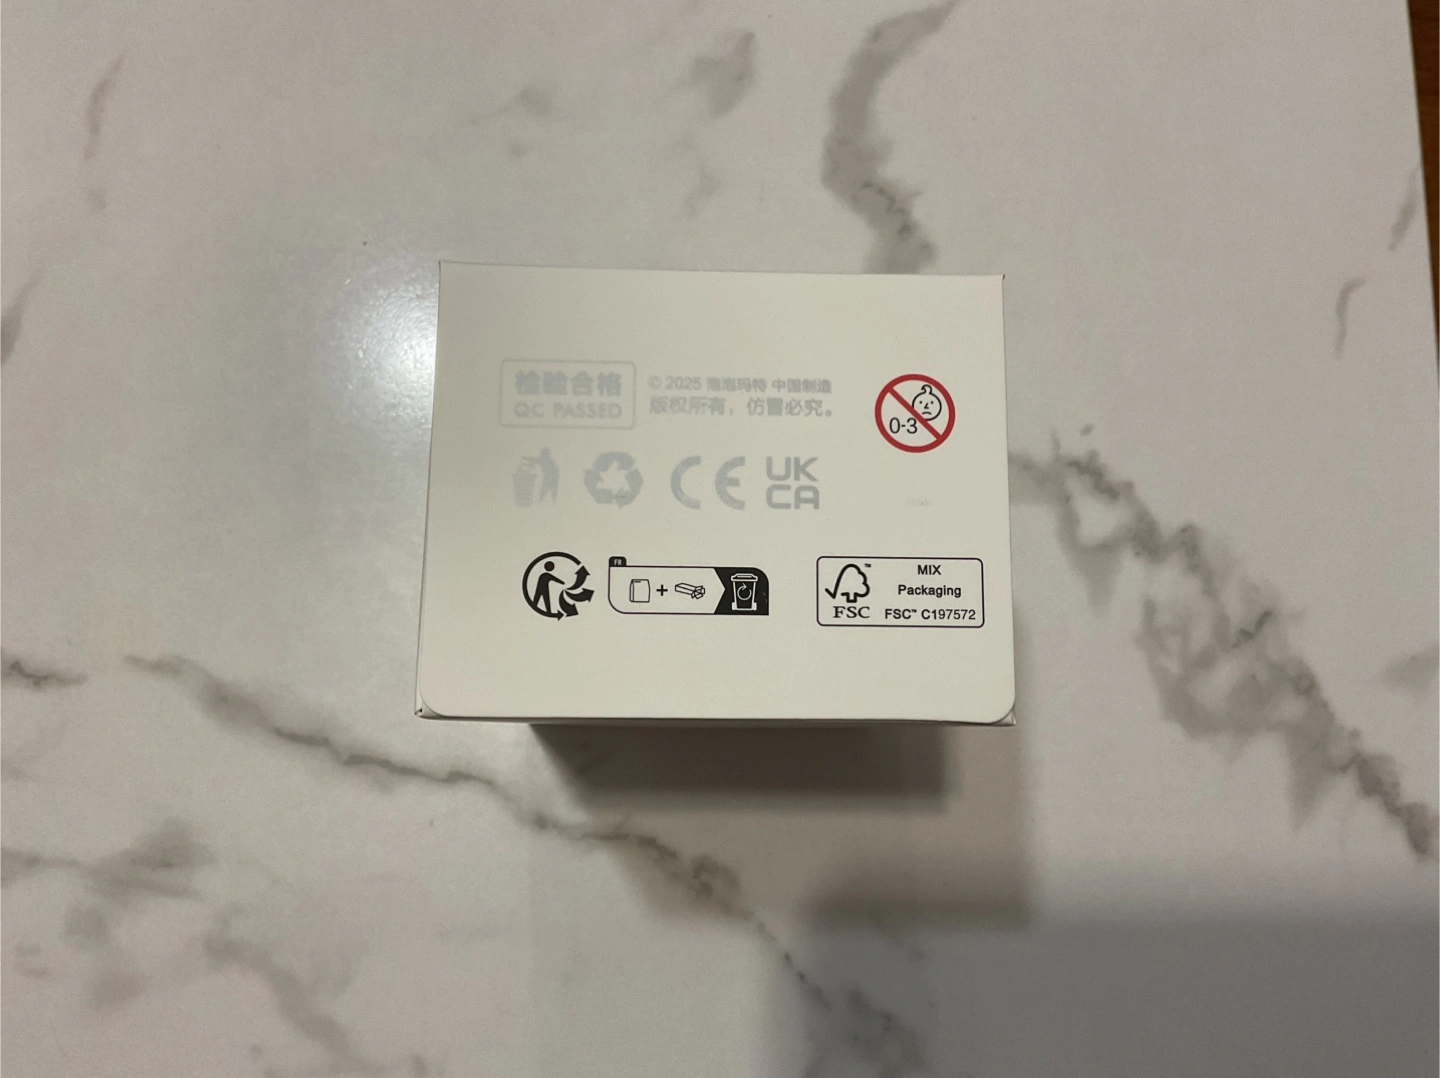 检验合格
QC PASSED
© 2025 泡泡玛特 中国制造
版权所有，仿冒必究。
0-3
CE
UK
CA
FR
+
FSC™
MIX
Packaging
FSC™ C197572